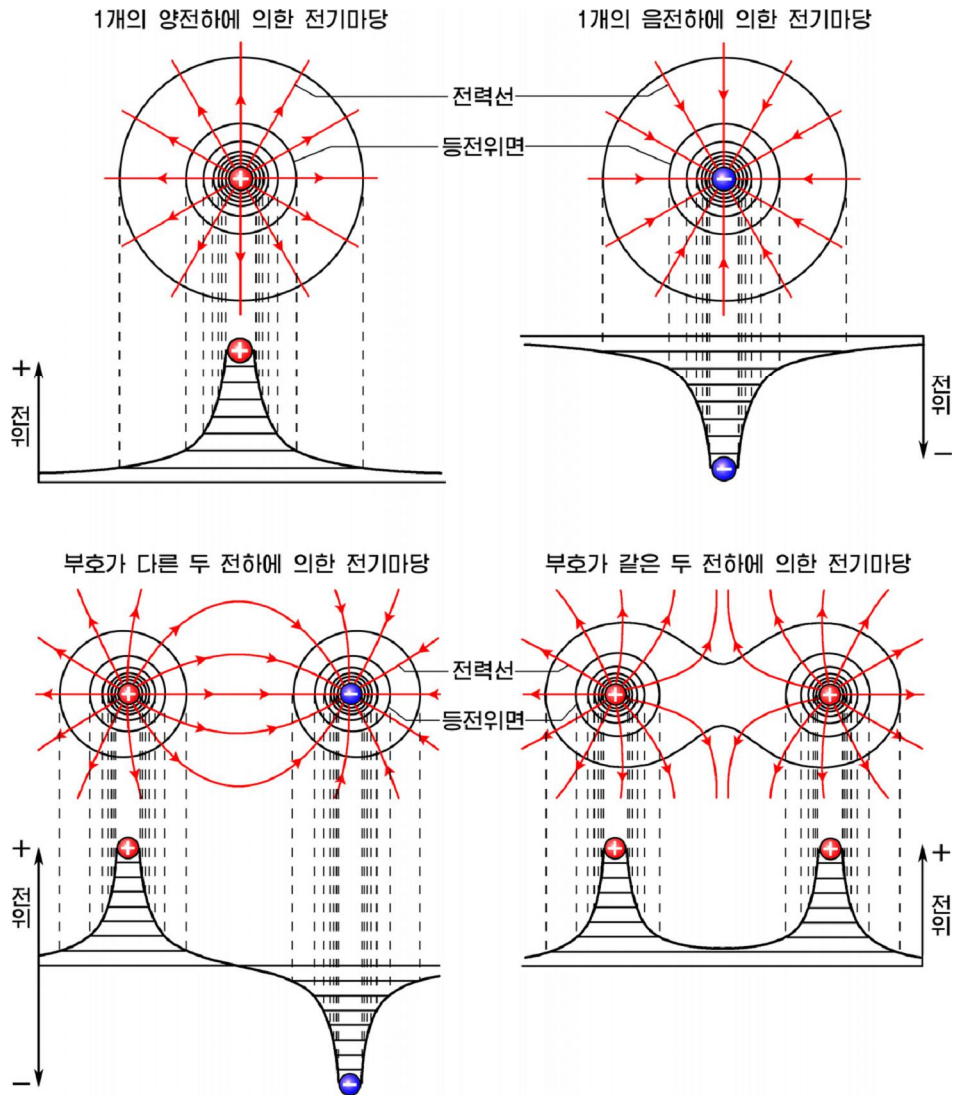 1개의 양전하에 의한 전기마당
1개의 음전하에 의한 전기마당
전력선
등전위면
+
-
+
전위
+
전위
-
-
부호가 다른 두 전하에 의한 전기마당
부호가 같은 두 전하에 의한 전기마당
전력선
등전위면
+
-
+
+
+
전위
-
+
-
+
+
+
전위